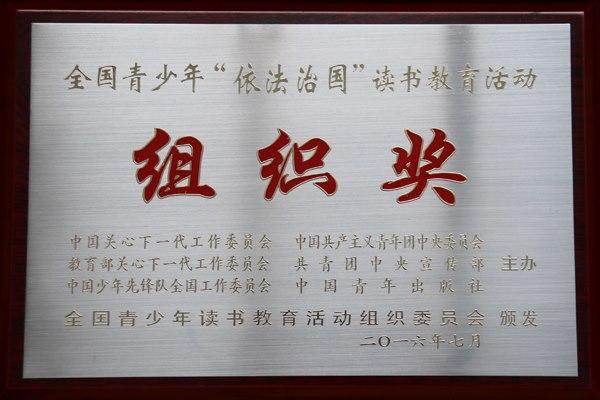 全国青少年“依法治国”读书教育活动
组织奖
中国关心下一代工作委员会 中国共产主义青年团中央委员会
教育部关心下一代工作委员会 共青团中央宣传部 主办
中国少年先锋队全国工作委员会 中国青年出版社
全国青少年读书教育活动组织委员会 颁发
二〇一六年七月